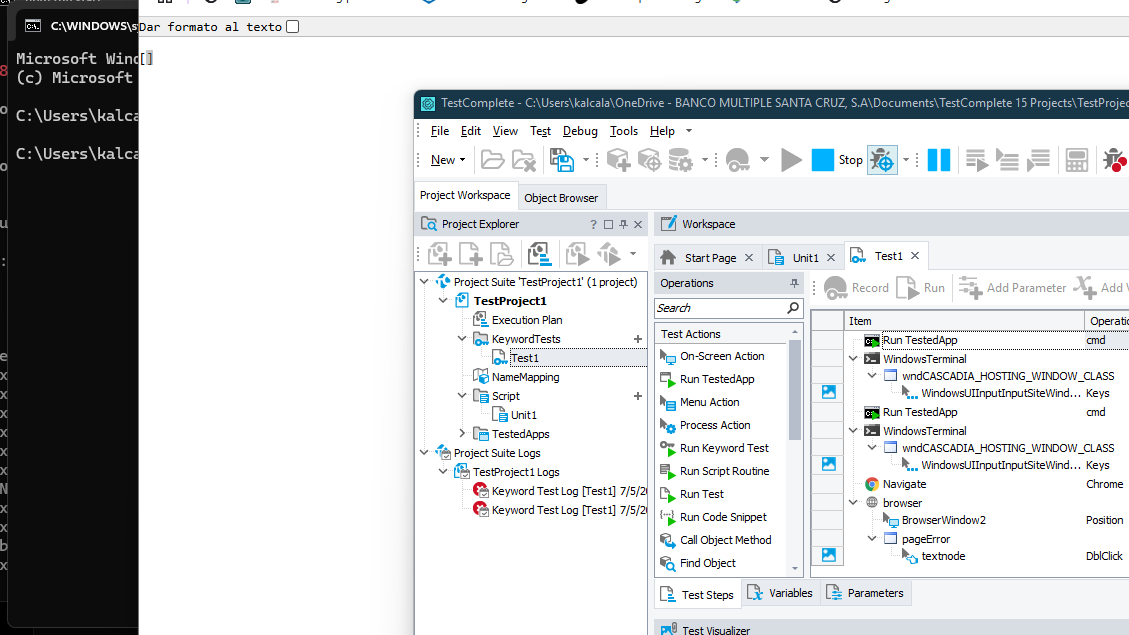 C:\WINDOWS\s
Dar formato al texto
Microsoft Wind
[]
(c) Microsoft
C:\Users\kalca
C:\Users\kalca
TestComplete - C:\Users\kalcala\OneDrive - BANCO MULTIPLE SANTA CRUZ, S.A\Documents\TestComplete 15 Projects\TestProjec
File Edit View Test Debug Tools Help
New Stop
Project Workspace Object Browser
Project Explorer
Workspace
Start Page Unit1 Test1
Operations
Record Run Add Parameter Add V
Search
Item Operatio
Project Suite 'TestProject1' (1 project)
TestProject1
Execution Plan
KeywordTests
Test1
NameMapping
Script
Unit1
TestedApps
Project Suite Logs
TestProject1 Logs
Keyword Test Log [Test1] 7/5/20
Keyword Test Log [Test1] 7/5/20
Test Actions
On-Screen Action
Run TestedApp
Menu Action
Process Action
Run Keyword Test
Run Script Routine
Run Test
Run Code Snippet
Call Object Method
Find Object
Run TestedApp cmd
WindowsTerminal
wndCASCADIA_HOSTING_WINDOW_CLASS
WindowsUIInputInputSiteWind... Keys
Run TestedApp cmd
WindowsTerminal
wndCASCADIA_HOSTING_WINDOW_CLASS
WindowsUIInputInputSiteWind... Keys
Navigate Chrome
browser
BrowserWindow2 Position
pageError
textnode DblClick
Test Steps Variables Parameters
Test Visualizer